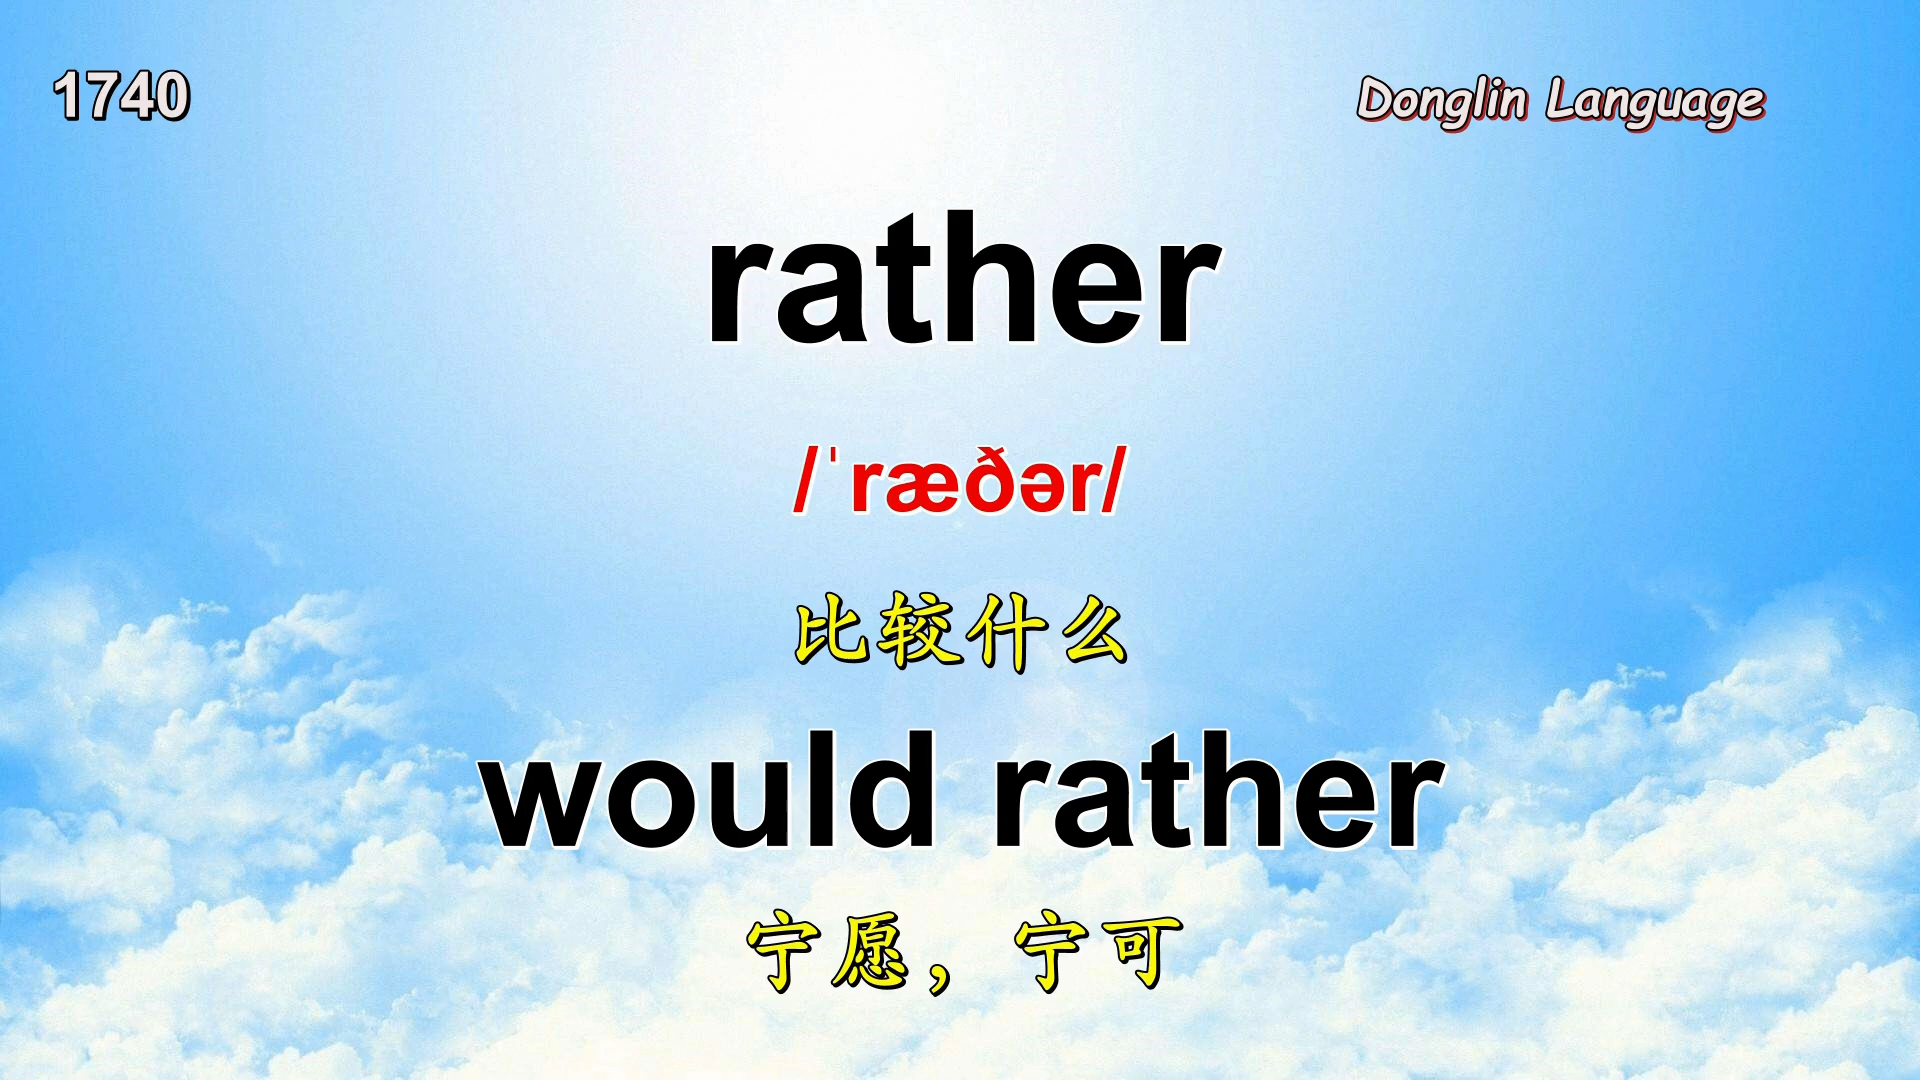 1740
Donglin Language
rather
/ˈræðər/
比较什么
would rather
宁愿，宁可